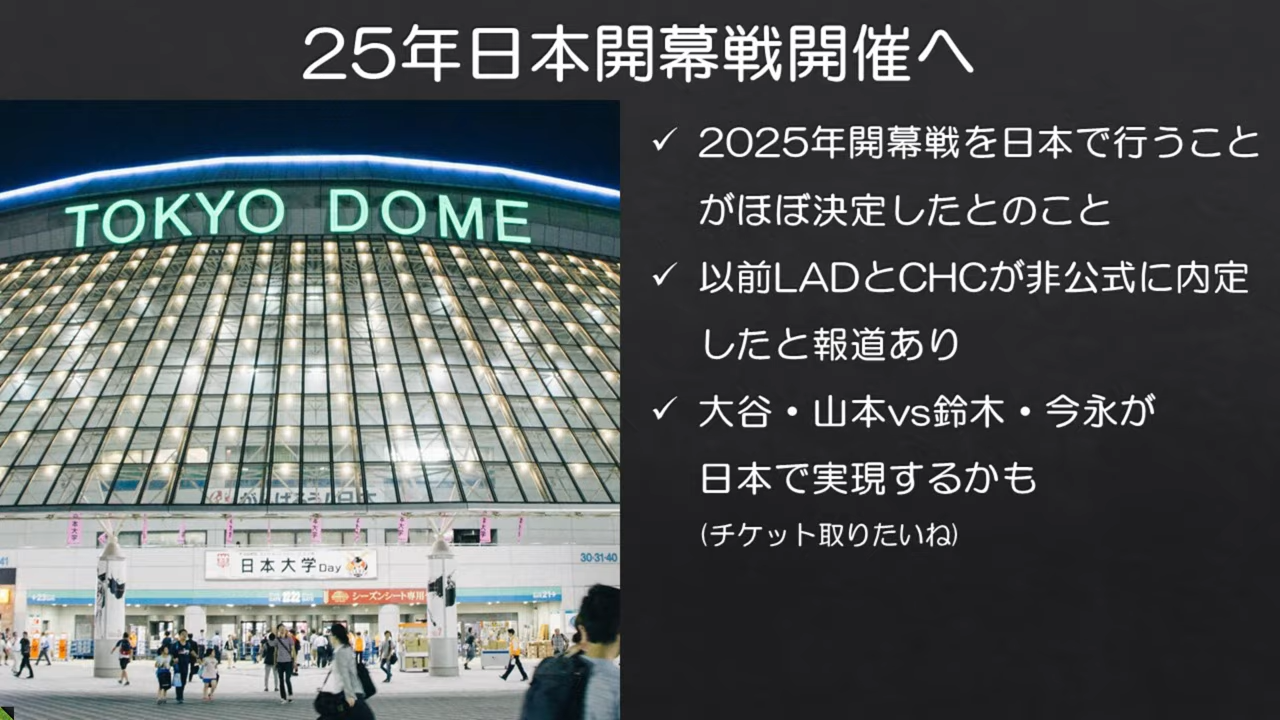 25年日本開幕戦開催へ
TOKYO DOME
日本大学Day
30·31·40
41
シーズンシート専用
22
✓ 2025年開幕戦を日本で行うこと
がほぼ決定したとのこと
✓ 以前LADとCHCが非公式に内定
したと報道あり
✓ 大谷・山本vs鈴木・今永が
日本で実現するかも
(チケット取りたいね)